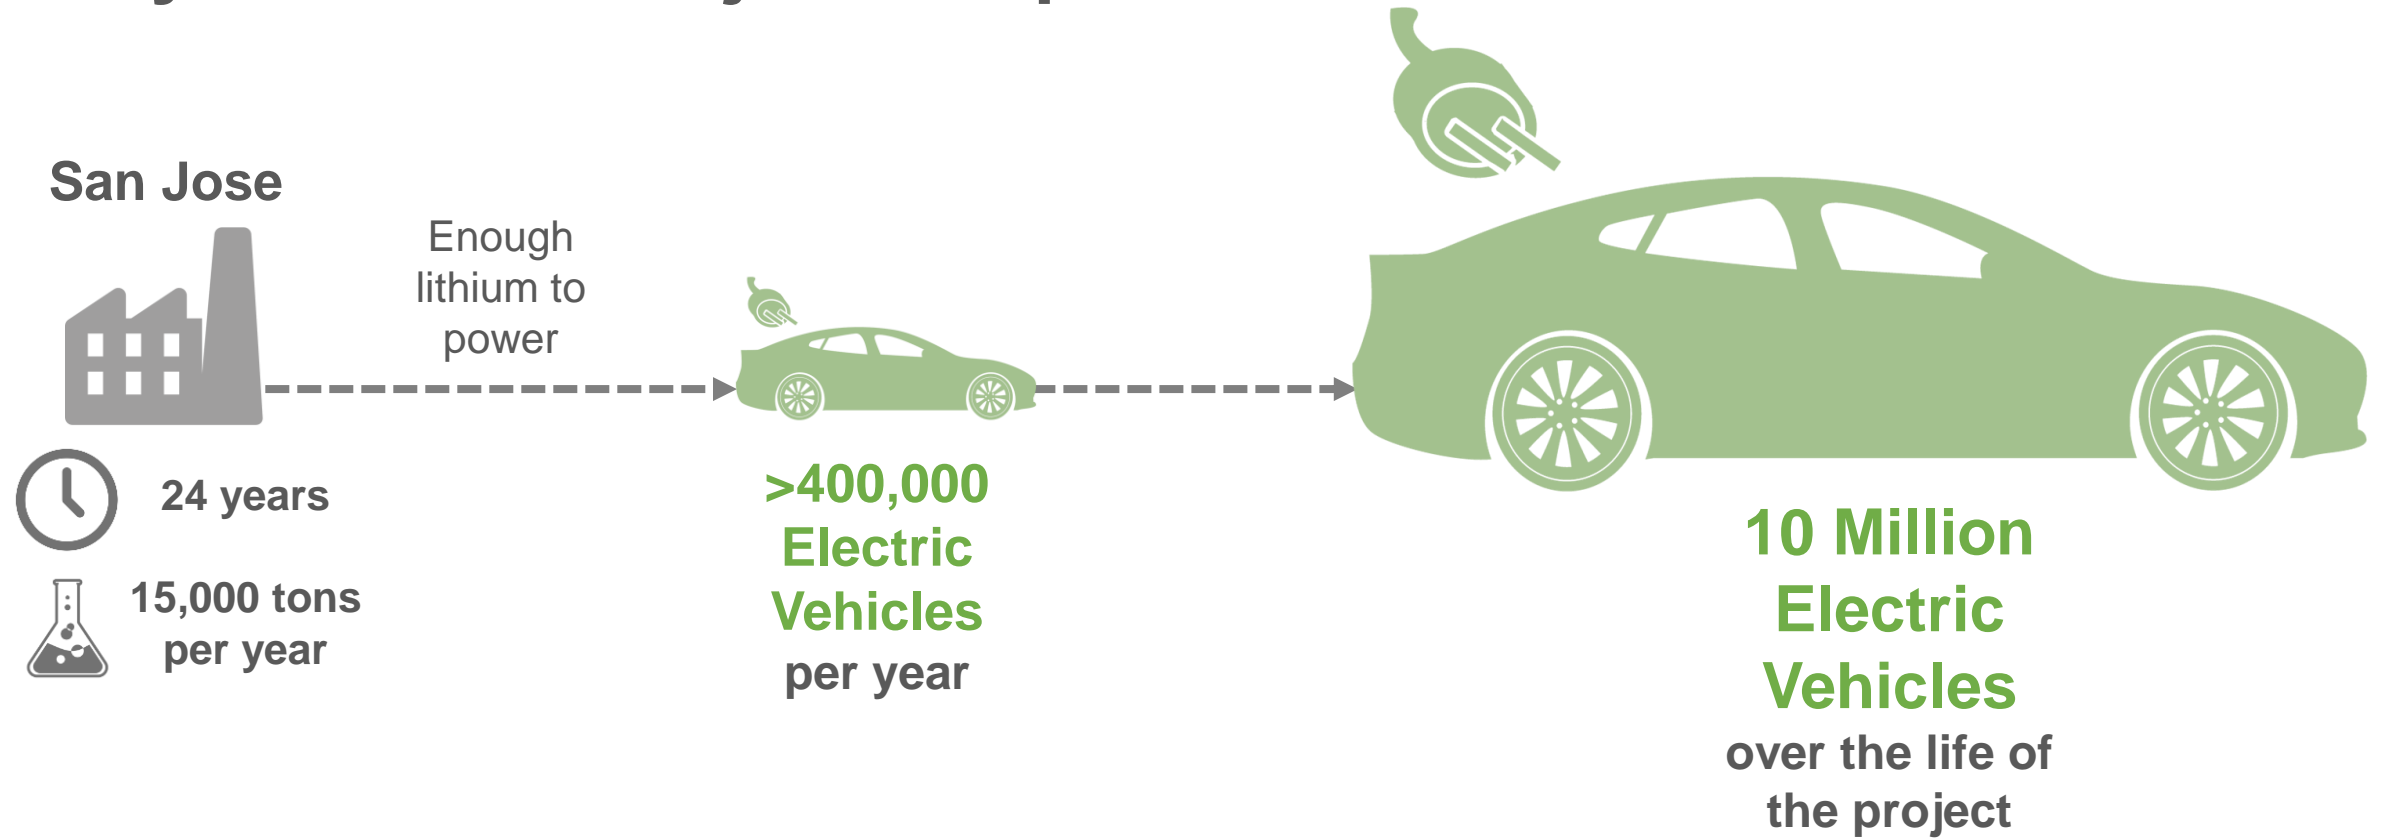 San Jose
Enough
lithium to
power
24 years
15,000 tons
per year
>400,000
Electric
Vehicles
per year
10 Million
Electric
Vehicles
over the life of
the project